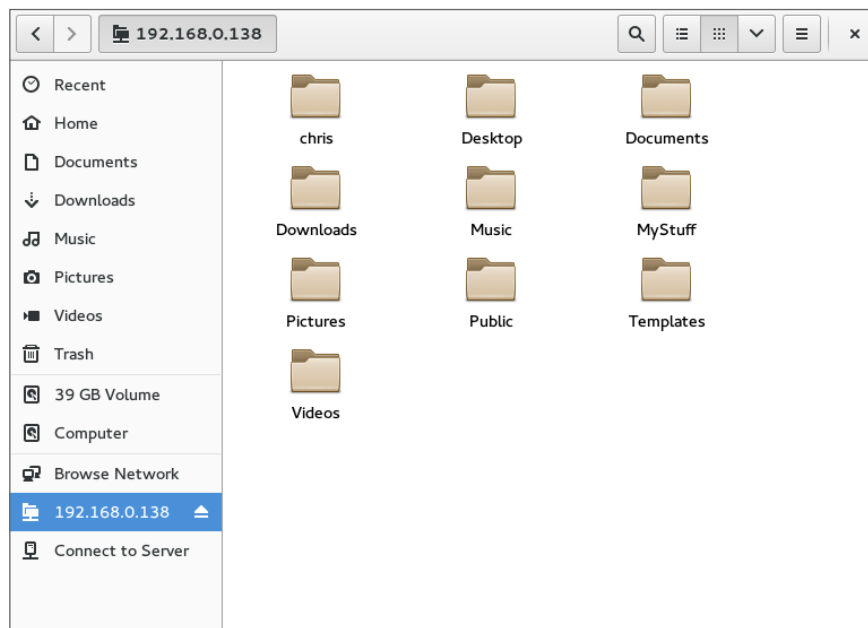 192.168.0.138
Recent
Home
Documents
Downloads
Music
Pictures
Videos
Trash
39 GB Volume
Computer
Browse Network
192.168.0.138
Connect to Server
chris Desktop Documents
Downloads Music MyStuff
Pictures Public Templates
Videos